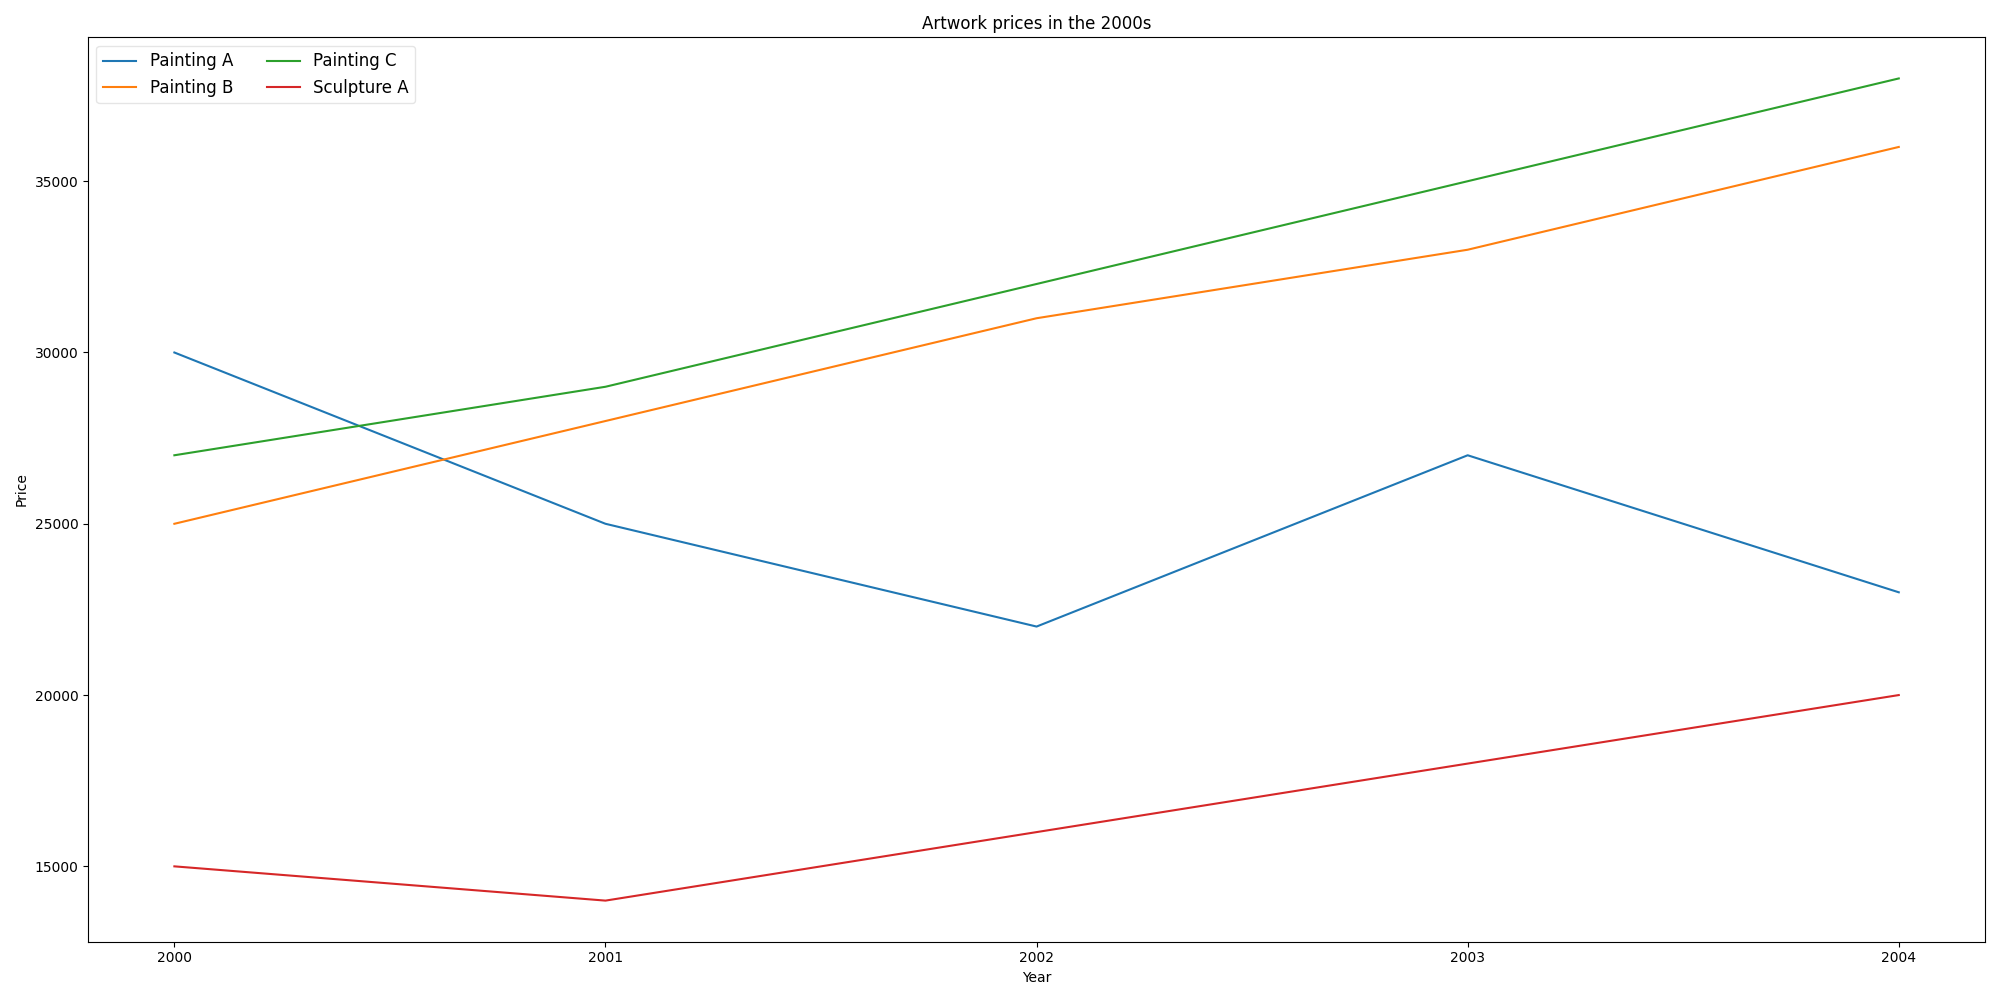 Artwork prices in the 2000s
Painting A
Painting B
Painting C
Sculpture A
Price
35000
30000
25000
20000
15000
2000 2001 2002 2003 2004
Year